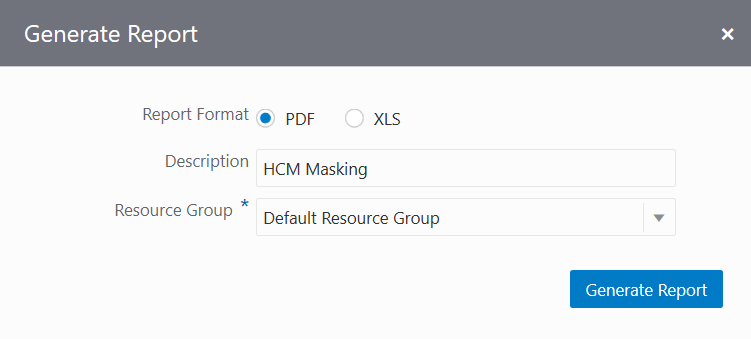 Generate Report ×
Report Format PDF XLS
Description HCM Masking
Resource Group * Default Resource Group
Generate Report